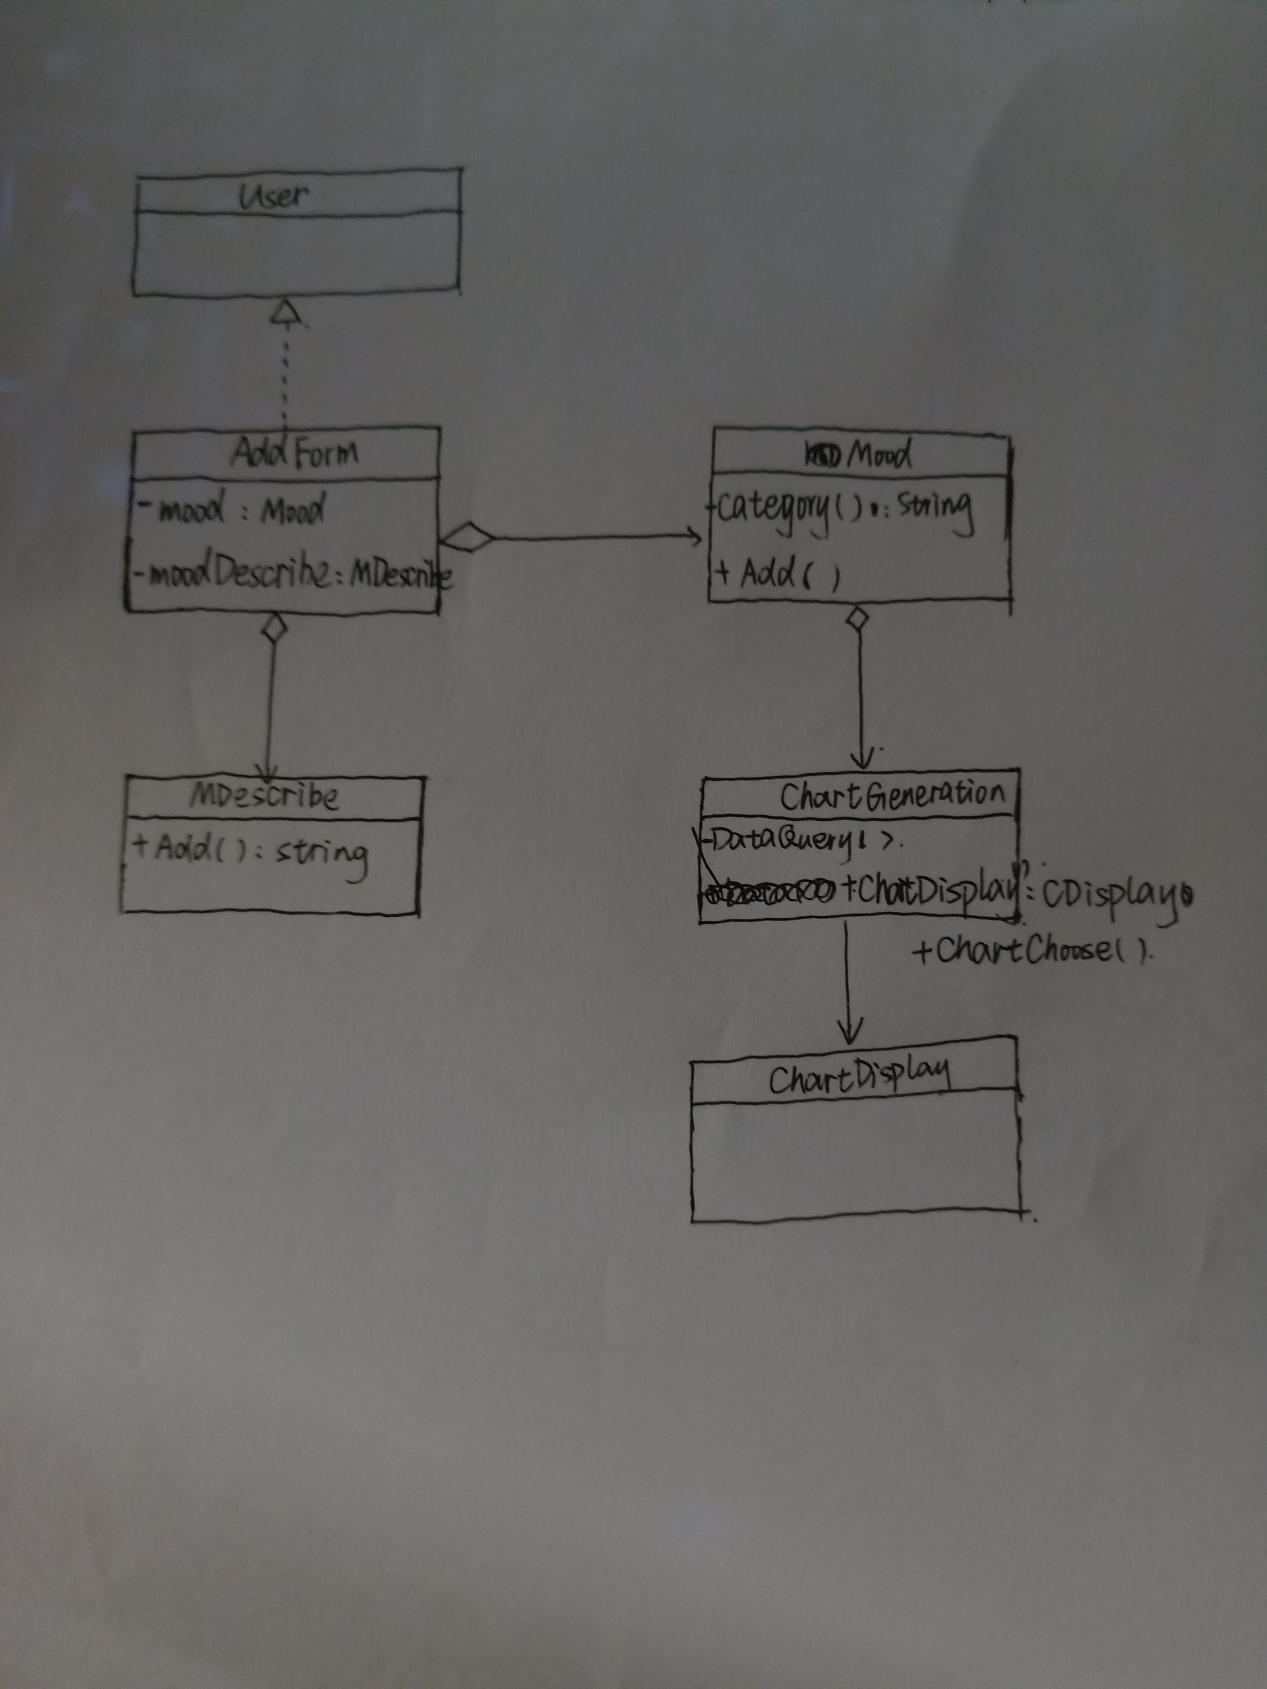 User
AddForm
- mood : Mood
- moodDescribe : MDescribe
Mood
+category() : String
+ Add( )
MDescribe
+ Add( ) : string
ChartGeneration
-DataQuery( ).
+ChartDisplay : CDisplay
+ChartChoose( ).
ChartDisplay